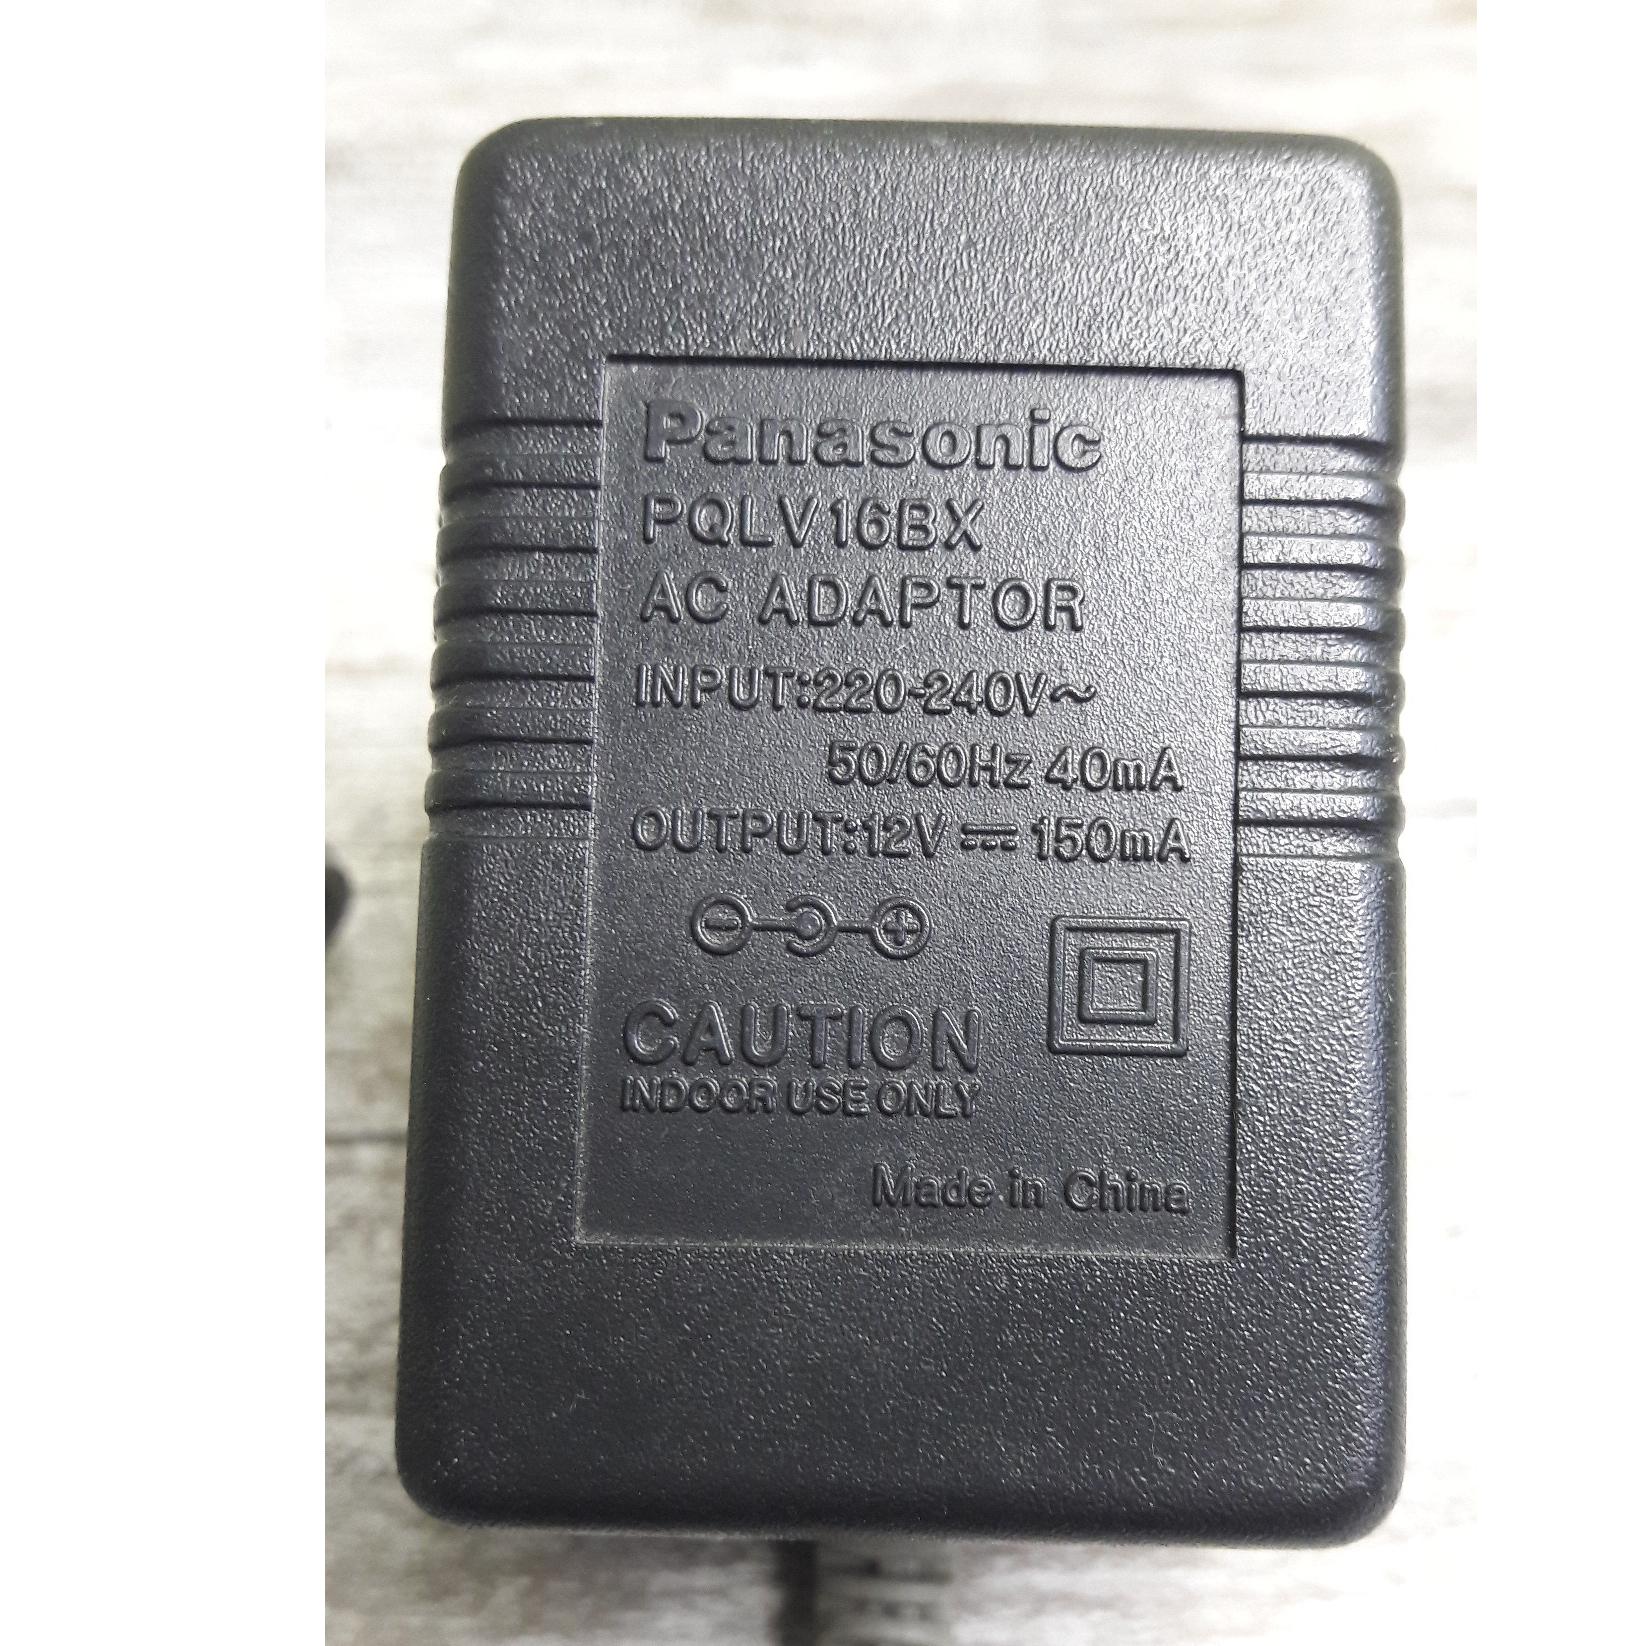 Panasonic
PQLV16BX
AC ADAPTOR
INPUT:220-240V~
50/60Hz 40mA
OUTPUT:12V ⎓ 150mA
CAUTION
INDOOR USE ONLY
Made in China